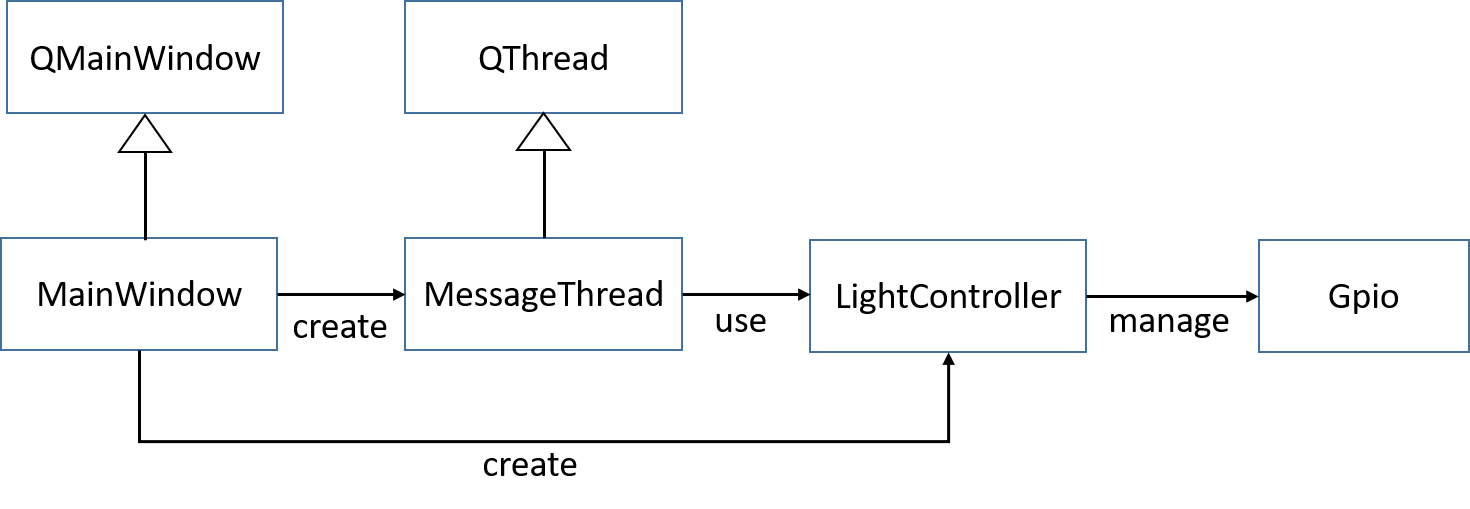 QMainWindow
QThread
MainWindow
MessageThread
LightController
Gpio
create
use
manage
create